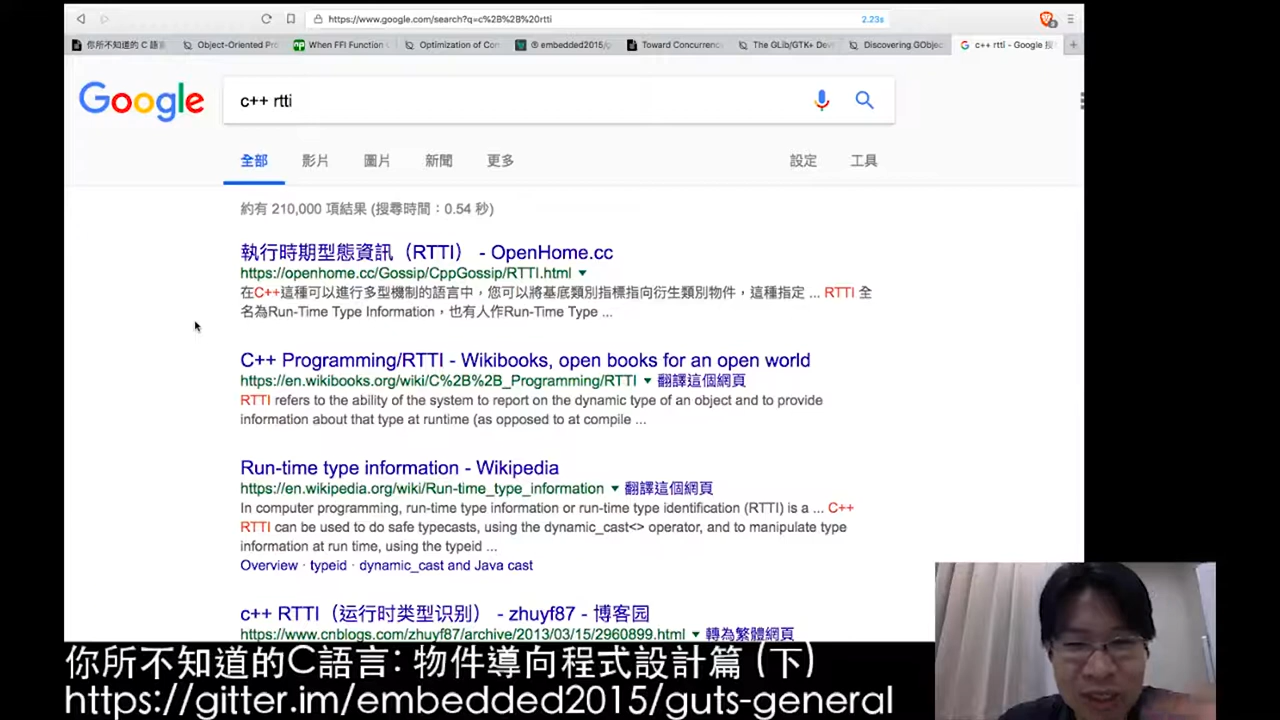 https://www.google.com/search?q=c%2B%2B%20rtti
2.23s
你所不知道的 C 語
Object-Oriented Pro
When FFI Function
Optimization of Con
® embedded2015/g
Toward Concurrenc
The GLib/GTK+ Dev
Discovering GObjec
c++ rtti - Google 搜
Google
c++ rtti
全部 影片 圖片 新聞 更多 設定 工具
約有 210,000 項結果 (搜尋時間：0.54 秒)
執行時期型態資訊（RTTI） - OpenHome.cc
https://openhome.cc/Gossip/CppGossip/RTTI.html
在C++這種可以進行多型機制的語言中，您可以將基底類別指標指向衍生類別物件，這種指定 ... RTTI 全
名為Run-Time Type Information，也有人作Run-Time Type ...
C++ Programming/RTTI - Wikibooks, open books for an open world
https://en.wikibooks.org/wiki/C%2B%2B_Programming/RTTI 翻譯這個網頁
RTTI refers to the ability of the system to report on the dynamic type of an object and to provide
information about that type at runtime (as opposed to at compile ...
Run-time type information - Wikipedia
https://en.wikipedia.org/wiki/Run-time_type_information 翻譯這個網頁
In computer programming, run-time type information or run-time type identification (RTTI) is a ... C++
RTTI can be used to do safe typecasts, using the dynamic_cast<> operator, and to manipulate type
information at run time, using the typeid ...
Overview · typeid · dynamic_cast and Java cast
c++ RTTI（运行时类型识别） - zhuyf87 - 博客园
https://www.cnblogs.com/zhuyf87/archive/2013/03/15/2960899.html 轉為繁體網頁
你所不知道的C語言: 物件導向程式設計篇 (下)
https://gitter.im/embedded2015/guts-general